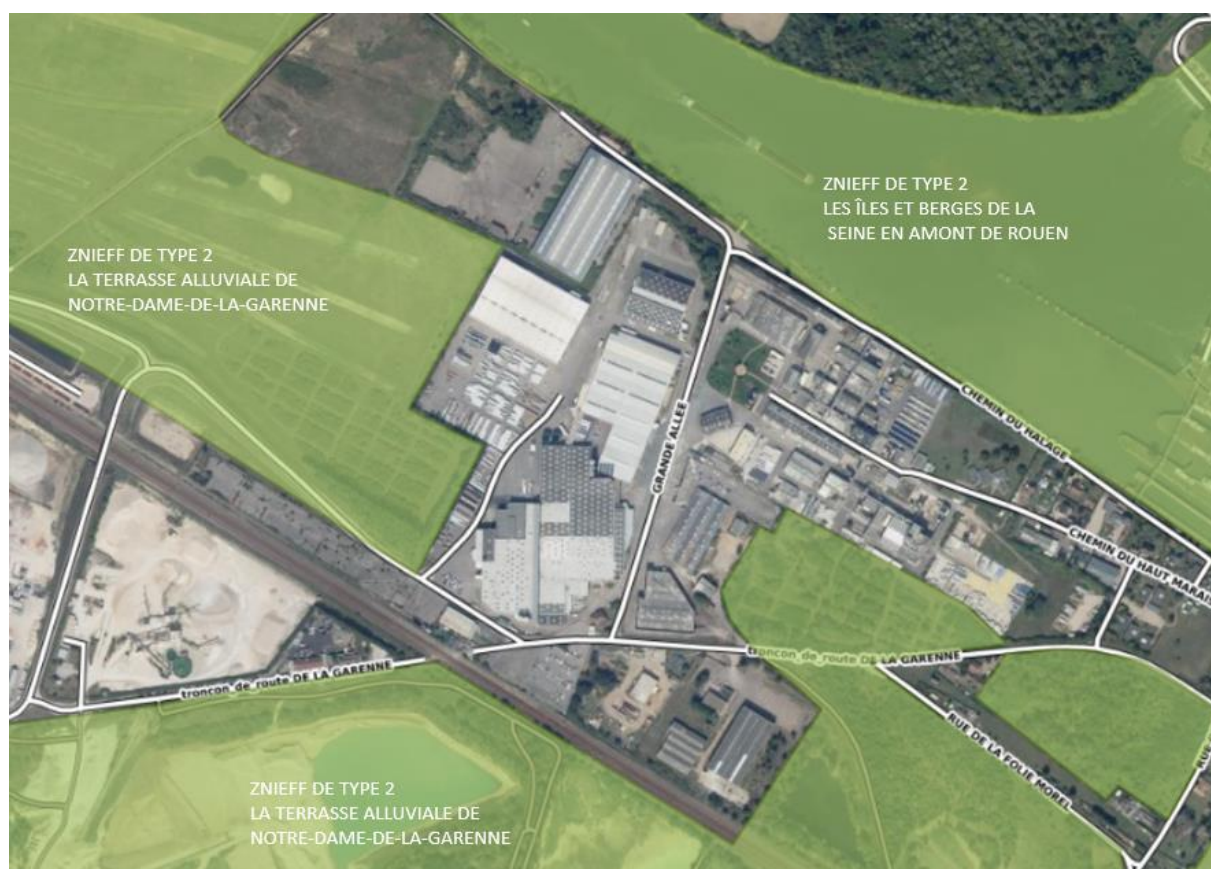 ZNIEFF DE TYPE 2
LES ÎLES ET BERGES DE LA
SEINE EN AMONT DE ROUEN
ZNIEFF DE TYPE 2
LA TERRASSE ALLUVIALE DE
NOTRE-DAME-DE-LA-GARENNE
CHEMIN DU HALAGE
GRANDE ALLEE
CHEMIN DU HAUT MARAIS
troncon_de_route DE LA GARENNE
troncon_de_route DE LA GARENNE
RUE DE LA FOLIE MOREL
RUE
ZNIEFF DE TYPE 2
LA TERRASSE ALLUVIALE DE
NOTRE-DAME-DE-LA-GARENNE